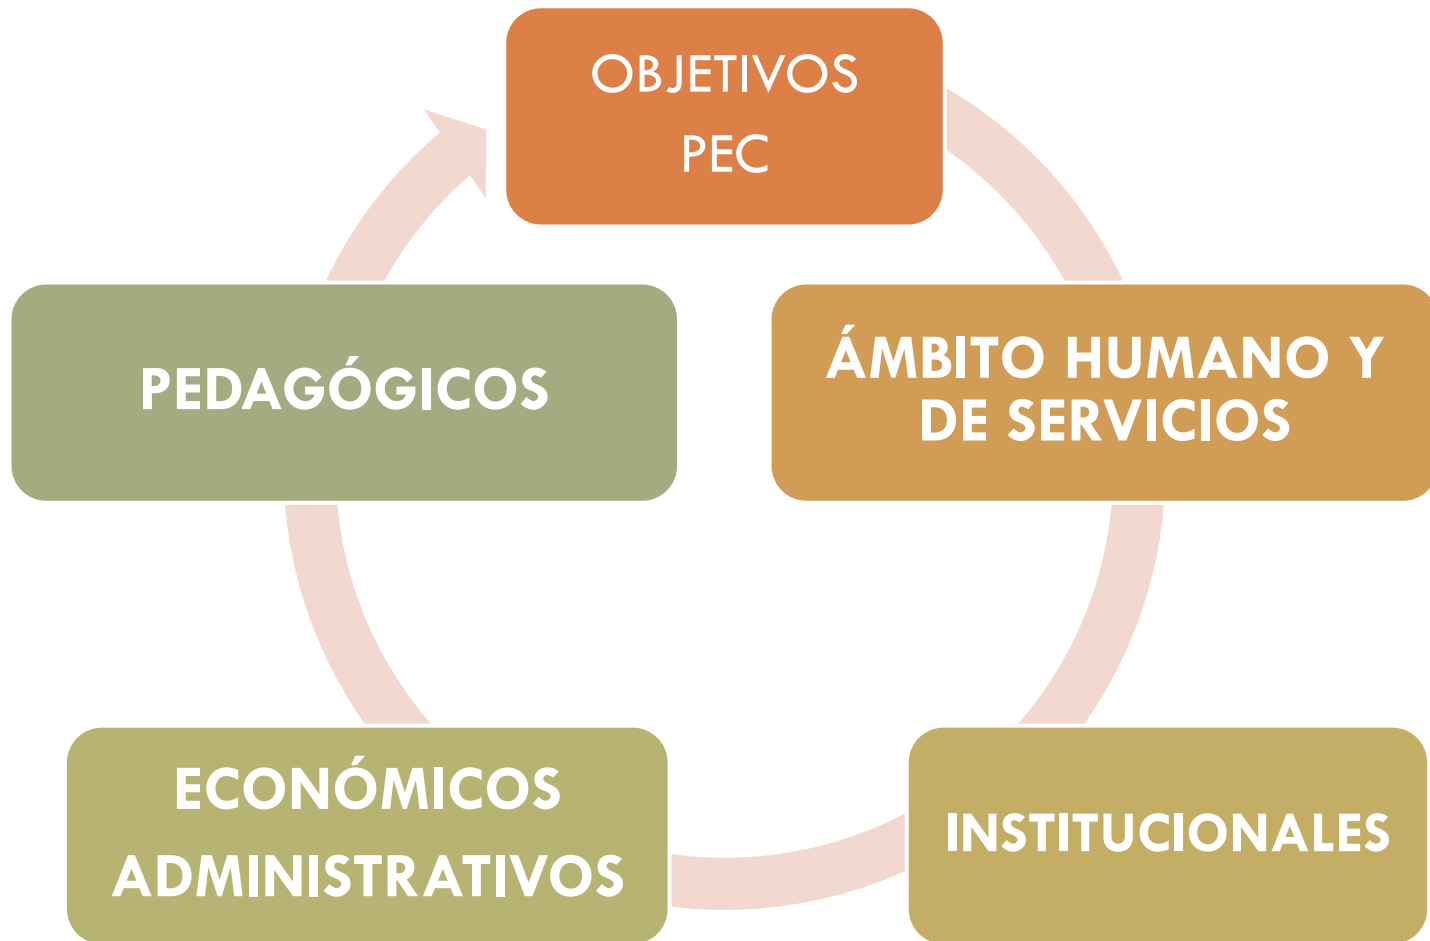 OBJETIVOS
PEC
ÁMBITO HUMANO Y
DE SERVICIOS
INSTITUCIONALES
ECONÓMICOS
ADMINISTRATIVOS
PEDAGÓGICOS